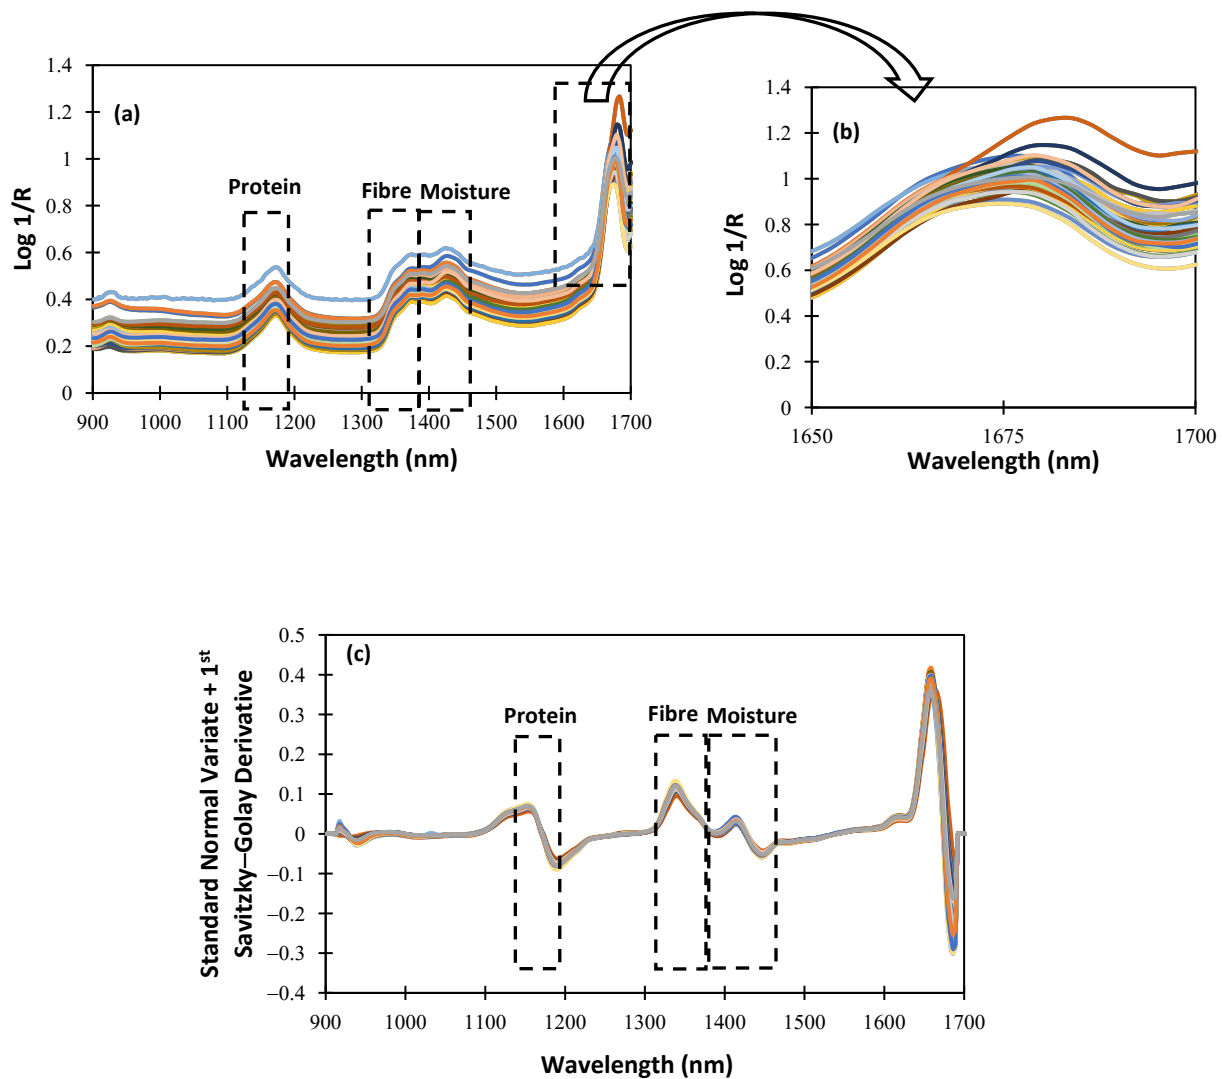 (a)
Log 1/R
1.4
1.2
1
0.8
0.6
0.4
0.2
0
Protein
Fibre
Moisture
900 1000 1100 1200 1300 1400 1500 1600 1700
Wavelength (nm)
(b)
Log 1/R
1.4
1.2
1.0
0.8
0.6
0.4
0.2
0
1650 1675 1700
Wavelength (nm)
(c)
Standard Normal Variate + 1st
Savitzky–Golay Derivative
0.5
0.4
0.3
0.2
0.1
0
–0.1
–0.2
–0.3
–0.4
Protein
Fibre
Moisture
900 1000 1100 1200 1300 1400 1500 1600 1700
Wavelength (nm)